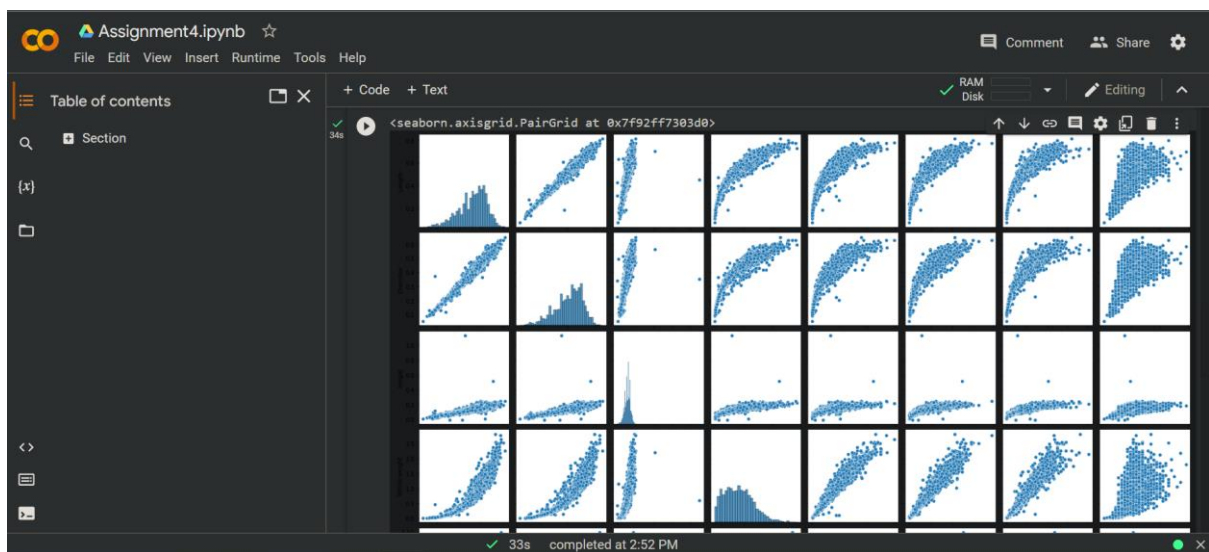 Assignment4.ipynb
Comment
Share
File Edit View Insert Runtime Tools Help
Table of contents
+ Code + Text
RAM
Disk
Editing
Section
34s
<seaborn.axisgrid.PairGrid at 0x7f92ff7303d0>
{x}
33s completed at 2:52 PM